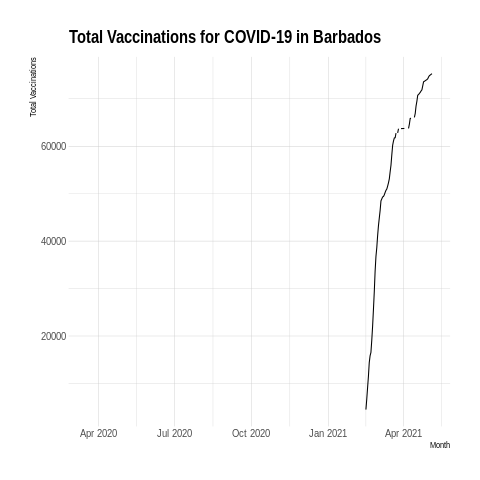 Total Vaccinations for COVID-19 in Barbados
Total Vaccinations
60000
40000
20000
Apr 2020 Jul 2020 Oct 2020 Jan 2021 Apr 2021
Month